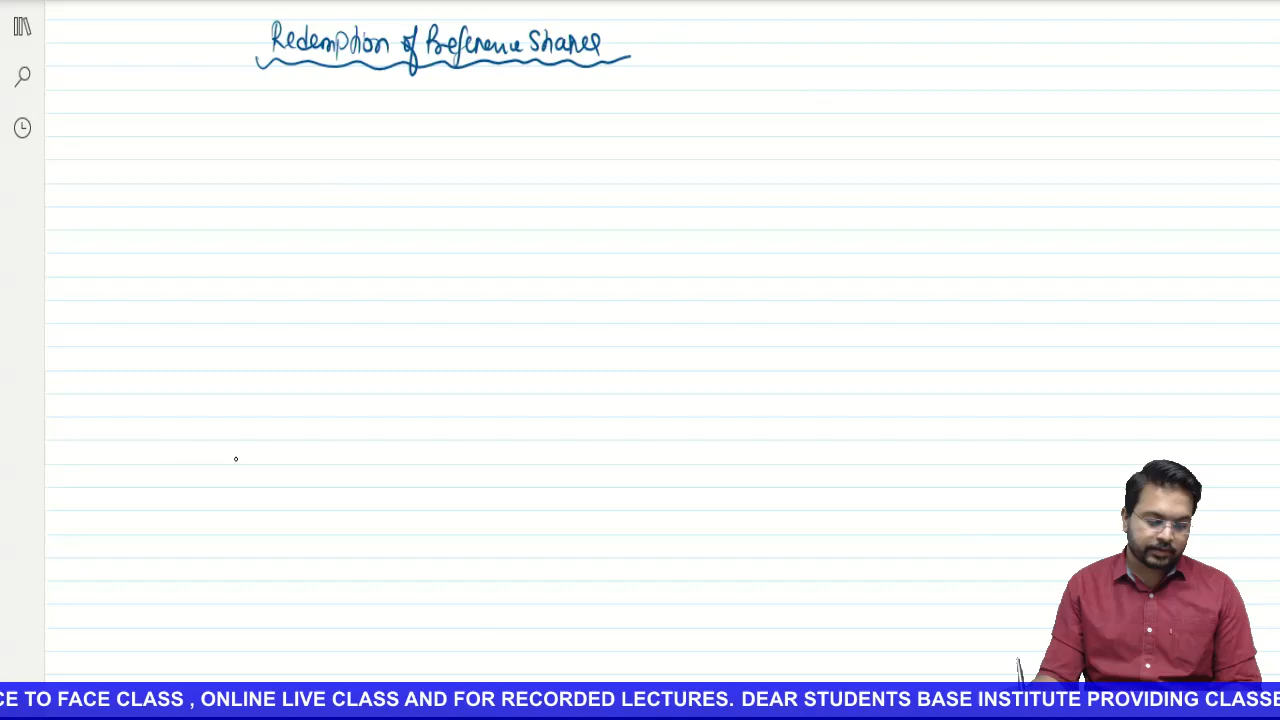 Redemption of Preference Shares
CE TO FACE CLASS , ONLINE LIVE CLASS AND FOR RECORDED LECTURES. DEAR STUDENTS BASE INSTITUTE PROVIDING CLASSE